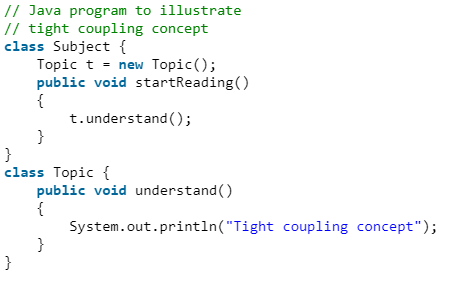 // Java program to illustrate
// tight coupling concept
class Subject {
    Topic t = new Topic();
    public void startReading()
    {
        t.understand();
    }
}
class Topic {
    public void understand()
    {
        System.out.println("Tight coupling concept");
    }
}